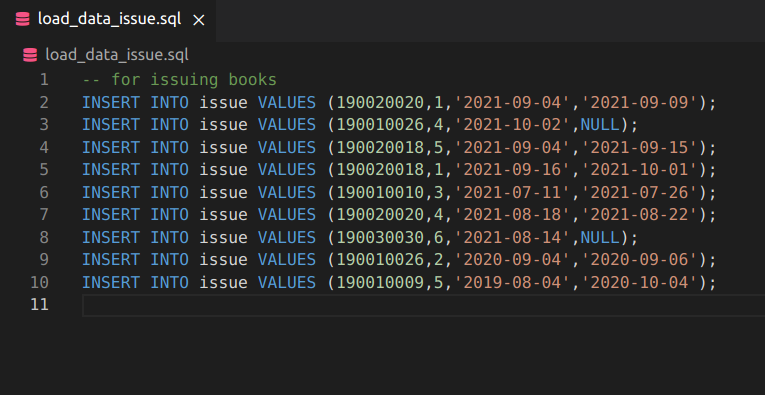 load_data_issue.sql ×
load_data_issue.sql
1 -- for issuing books
2 INSERT INTO issue VALUES (190020020,1,'2021-09-04','2021-09-09');
3 INSERT INTO issue VALUES (190010026,4,'2021-10-02',NULL);
4 INSERT INTO issue VALUES (190020018,5,'2021-09-04','2021-09-15');
5 INSERT INTO issue VALUES (190020018,1,'2021-09-16','2021-10-01');
6 INSERT INTO issue VALUES (190010010,3,'2021-07-11','2021-07-26');
7 INSERT INTO issue VALUES (190020020,4,'2021-08-18','2021-08-22');
8 INSERT INTO issue VALUES (190030030,6,'2021-08-14',NULL);
9 INSERT INTO issue VALUES (190010026,2,'2020-09-04','2020-09-06');
10 INSERT INTO issue VALUES (190010009,5,'2019-08-04','2020-10-04');
11